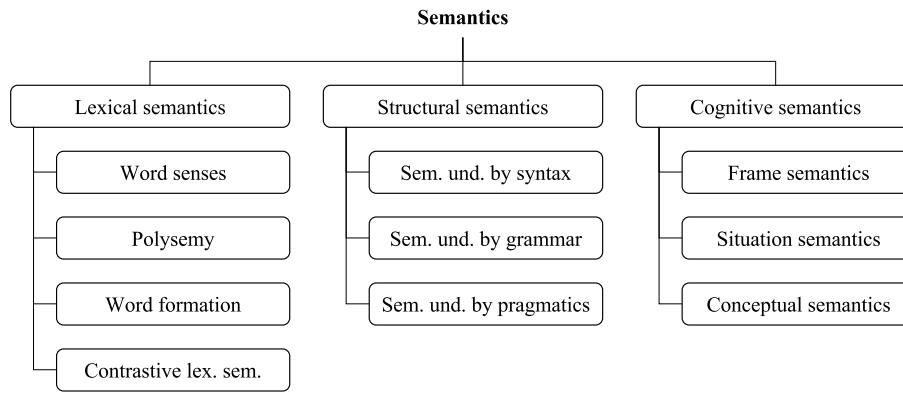 Semantics
Lexical semantics
Word senses
Polysemy
Word formation
Contrastive lex. sem.
Structural semantics
Sem. und. by syntax
Sem. und. by grammar
Sem. und. by pragmatics
Cognitive semantics
Frame semantics
Situation semantics
Conceptual semantics